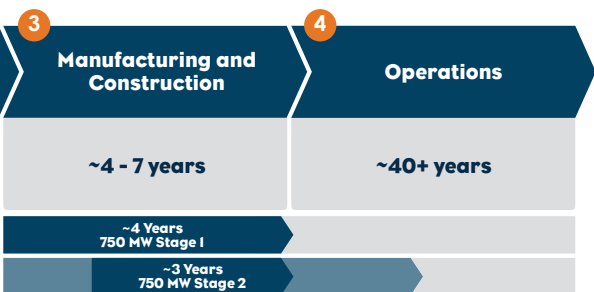 3
4
Manufacturing and
Construction
Operations
~4 - 7 years
~40+ years
~4 Years
750 MW Stage 1
~3 Years
750 MW Stage 2